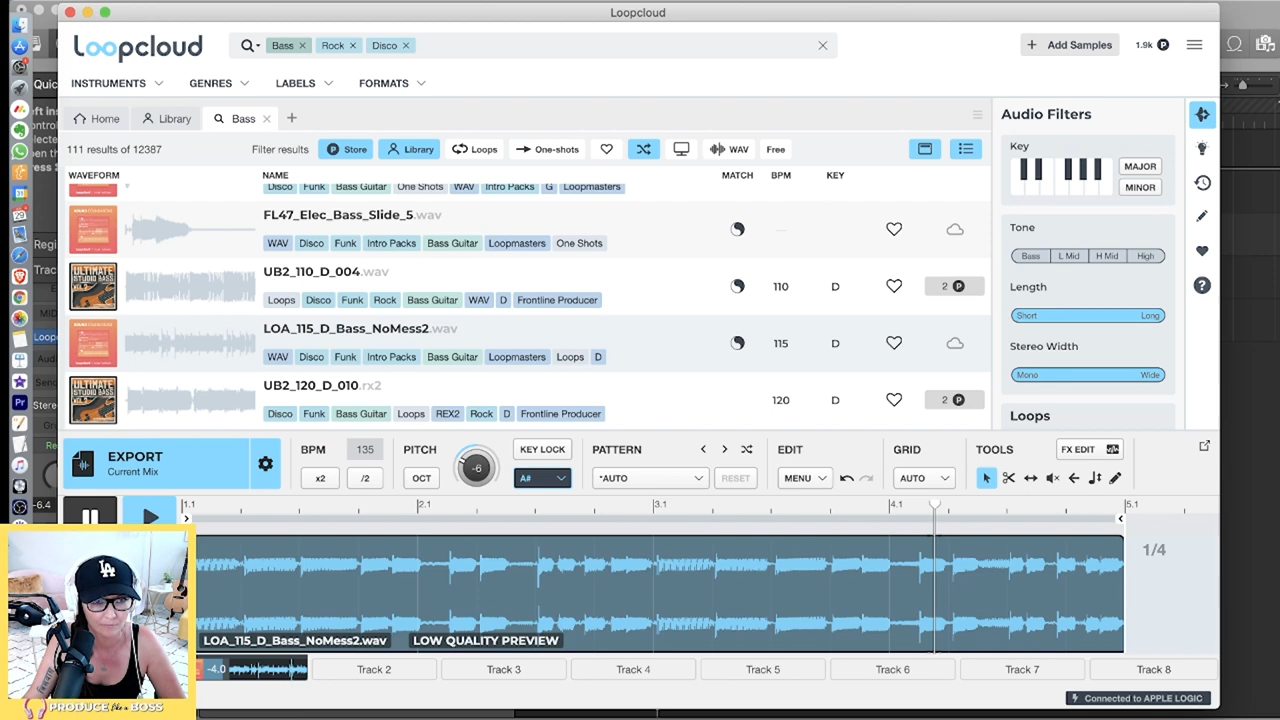 Loopcloud
Loopcloud
Bass × Rock × Disco ×
+ Add Samples 1.9k P
INSTRUMENTS GENRES LABELS FORMATS
Home Library Bass
Audio Filters
111 results of 12387 Filter results Store Library Loops One-shots WAV Free
Key
MAJOR
MINOR
WAVEFORM NAME MATCH BPM KEY
Disco Funk Bass Guitar One Shots WAV Intro Packs G Loopmasters
FL47_Elec_Bass_Slide_5.wav
WAV Disco Funk Intro Packs Bass Guitar Loopmasters One Shots
Tone
Bass L Mid H Mid High
UB2_110_D_004.wav
110 D 2 P
Loops Disco Funk Rock Bass Guitar WAV D Frontline Producer
Length
Short Long
LOA_115_D_Bass_NoMess2.wav
115 D
WAV Disco Funk Intro Packs Bass Guitar Loopmasters Loops D
Stereo Width
Mono Wide
UB2_120_D_010.rx2
120 D 2 P
Disco Funk Bass Guitar Loops REX2 Rock D Frontline Producer
Loops
EXPORT
Current Mix
BPM 135
x2 /2
PITCH
OCT
-6
KEY LOCK
A#
PATTERN
*AUTO RESET
EDIT
MENU
GRID
AUTO
TOOLS FX EDIT
1.1 2.1 3.1 4.1 5.1
1/4
LOA_115_D_Bass_NoMess2.wav LOW QUALITY PREVIEW
-4.0 Track 2 Track 3 Track 4 Track 5 Track 6 Track 7 Track 8
Connected to APPLE LOGIC
Quic
Regi
Trac
Loop
Stereo
-6.4
Pr
LA
PRODUCE like a BOSS